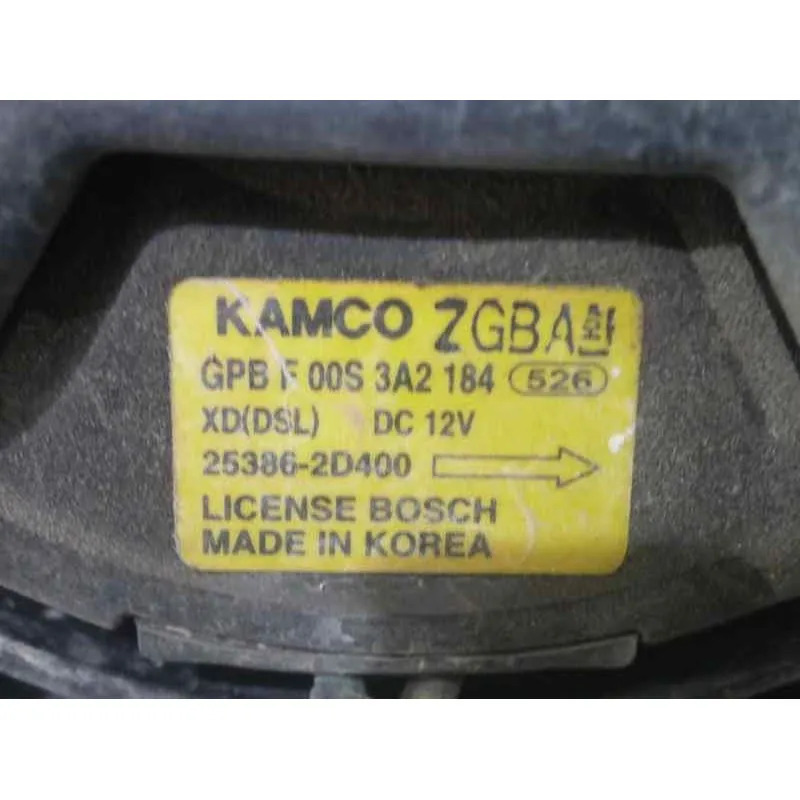 KAMCO ZGBA
GPB F 00S 3A2 184 526
XD(DSL) DC 12V
25386-2D400
LICENSE BOSCH
MADE IN KOREA